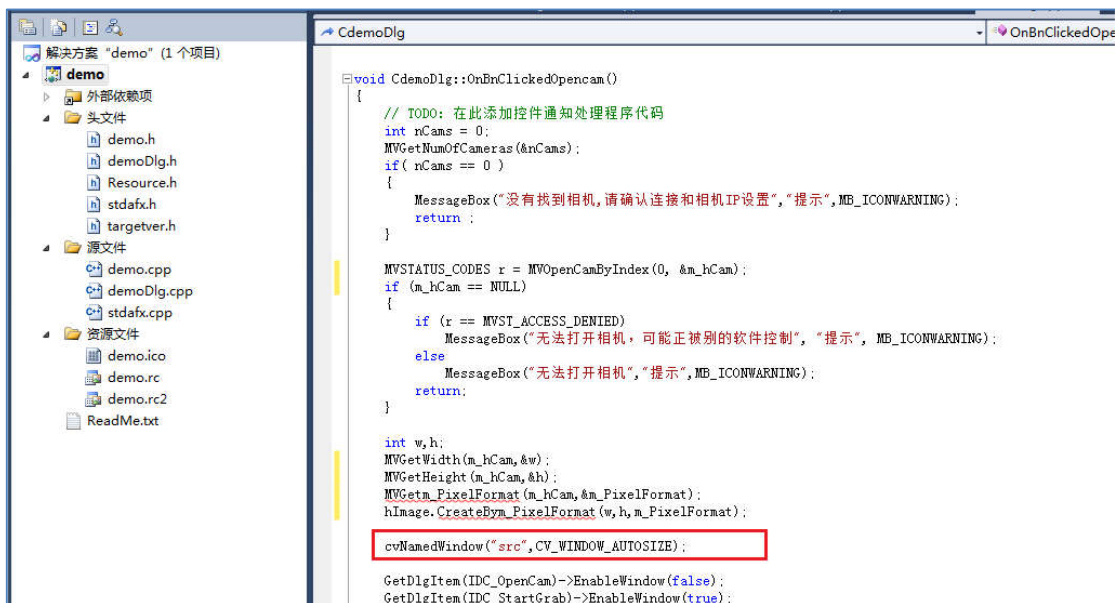 CdemoDlg
OnBnClickedOpe
解决方案 "demo" (1 个项目)
demo
外部依赖项
头文件
demo.h
demoDlg.h
Resource.h
stdafx.h
targetver.h
源文件
demo.cpp
demoDlg.cpp
stdafx.cpp
资源文件
demo.ico
demo.rc
demo.rc2
ReadMe.txt
void CdemoDlg::OnBnClickedOpencam()
{
// TODO: 在此添加控件通知处理程序代码
int nCams = 0;
MVGetNumOfCameras(&nCams);
if( nCams == 0 )
{
MessageBox("没有找到相机,请确认连接和相机IP设置","提示",MB_ICONWARNING);
return ;
}
MVSTATUS_CODES r = MVOpenCamByIndex(0, &m_hCam);
if (m_hCam == NULL)
{
if (r == MVST_ACCESS_DENIED)
MessageBox("无法打开相机，可能正被别的软件控制", "提示", MB_ICONWARNING);
else
MessageBox("无法打开相机","提示",MB_ICONWARNING);
return;
}
int w,h;
MVGetWidth(m_hCam,&w);
MVGetHeight(m_hCam,&h);
MVGetm_PixelFormat(m_hCam,&m_PixelFormat);
hImage.CreateBym_PixelFormat(w,h,m_PixelFormat);
cvNamedWindow("src",CV_WINDOW_AUTOSIZE);
GetDlgItem(IDC_OpenCam)->EnableWindow(false);
GetDlgItem(IDC_StartGrab)->EnableWindow(true);